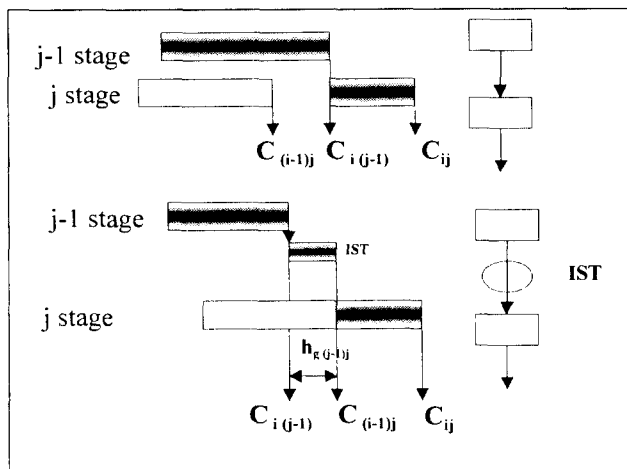 j-1 stage
j stage
C (i-1)j C i (j-1) C ij
j-1 stage
IST
IST
j stage
h g (j-1)j
C i (j-1) C (i-1)j C ij